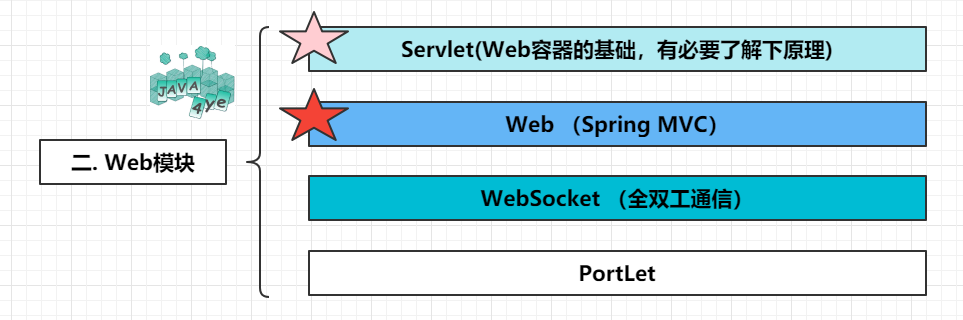 Servlet(Web容器的基础，有必要了解下原理)
JAVA
4ye
Web （Spring MVC）
二. Web模块
WebSocket （全双工通信）
PortLet